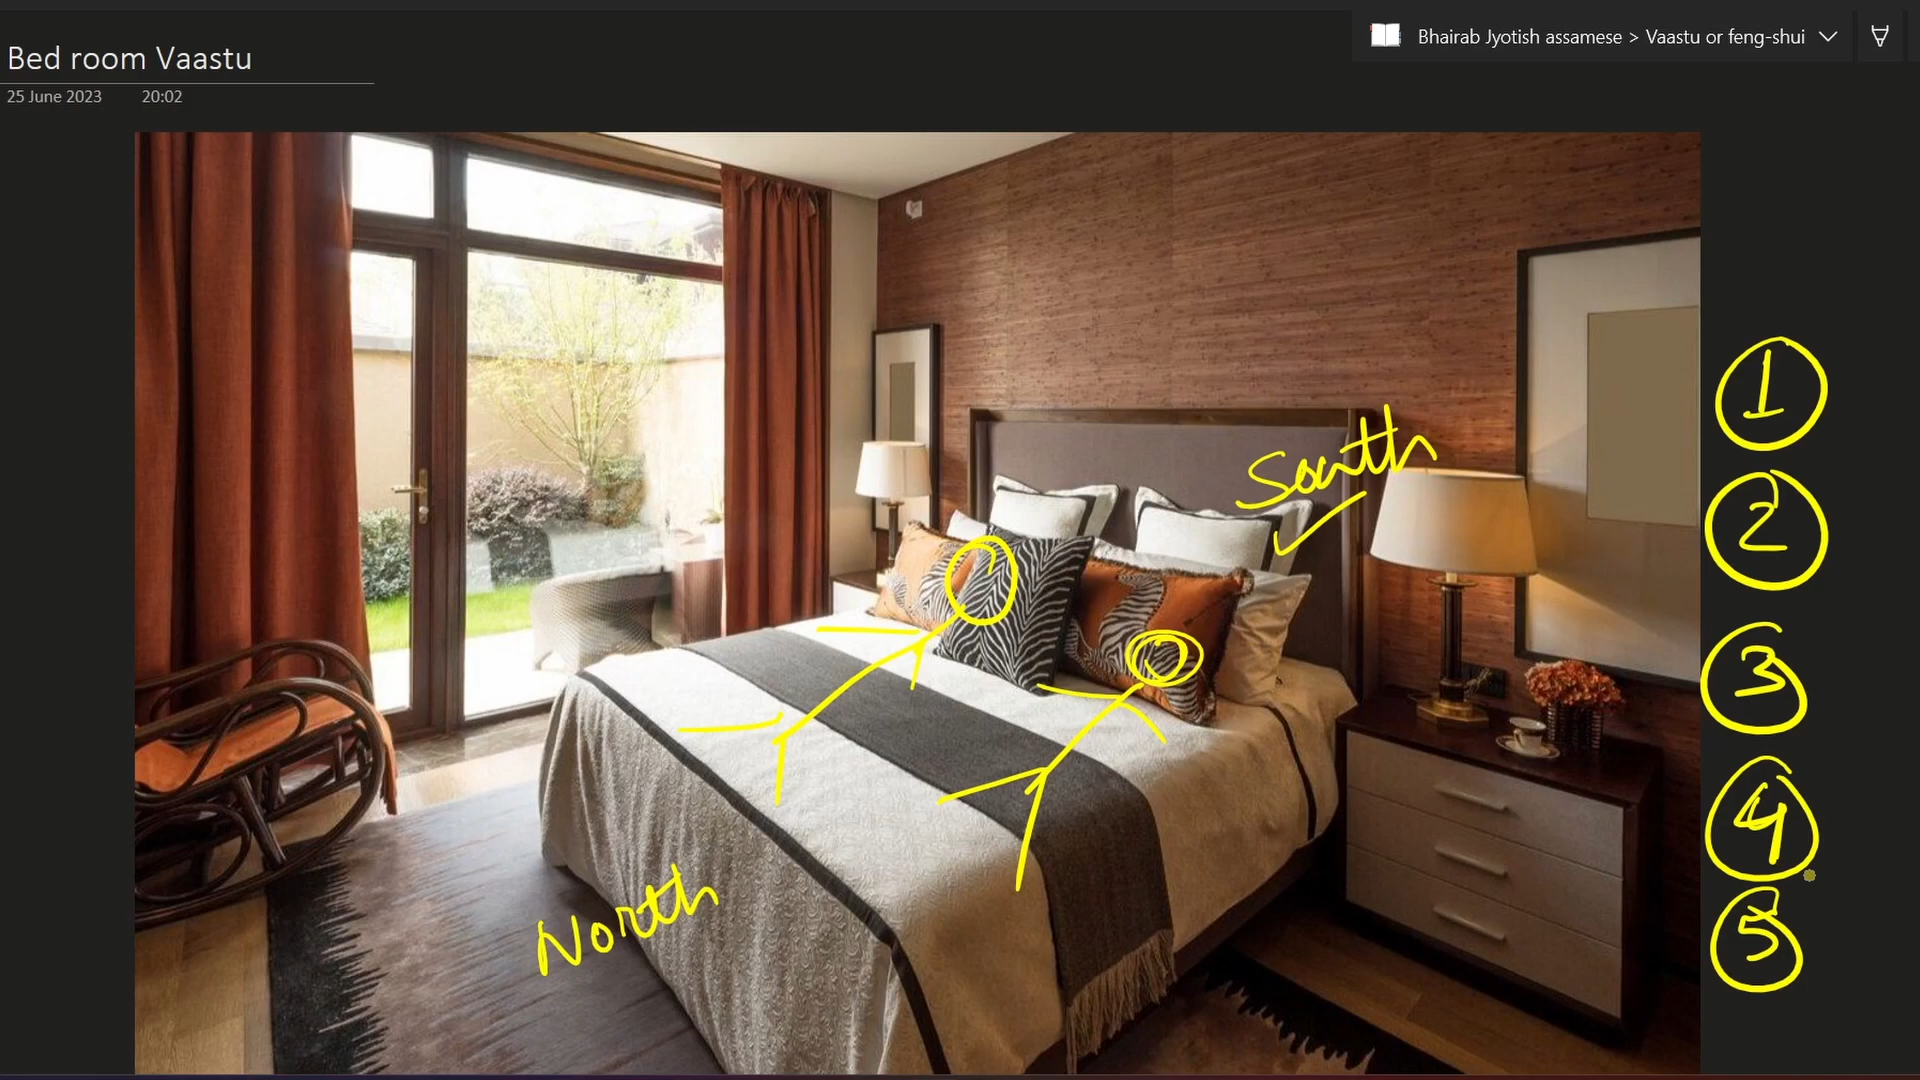 Bhairab Jyotish assamese > Vaastu or feng-shui
Bed room Vaastu
25 June 2023 20:02
South
North
1
2
3
4
5